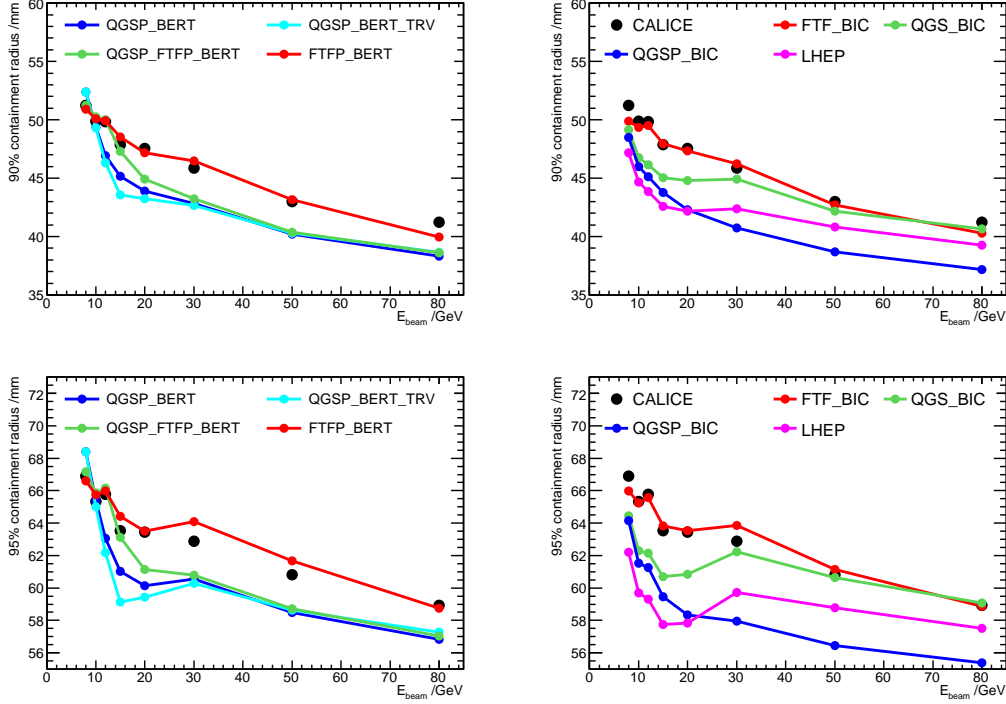 60
QGSP_BERT QGSP_BERT_TRV
QGSP_FTFP_BERT FTFP_BERT
55
50
45
40
35
90% containment radius /mm
0 10 20 30 40 50 60 70 80
E_beam /GeV
60
CALICE FTF_BIC QGS_BIC
QGSP_BIC LHEP
55
50
45
40
35
90% containment radius /mm
0 10 20 30 40 50 60 70 80
E_beam /GeV
72
QGSP_BERT QGSP_BERT_TRV
QGSP_FTFP_BERT FTFP_BERT
70
68
66
64
62
60
58
56
95% containment radius /mm
0 10 20 30 40 50 60 70 80
E_beam /GeV
72
CALICE FTF_BIC QGS_BIC
QGSP_BIC LHEP
70
68
66
64
62
60
58
56
95% containment radius /mm
0 10 20 30 40 50 60 70 80
E_beam /GeV